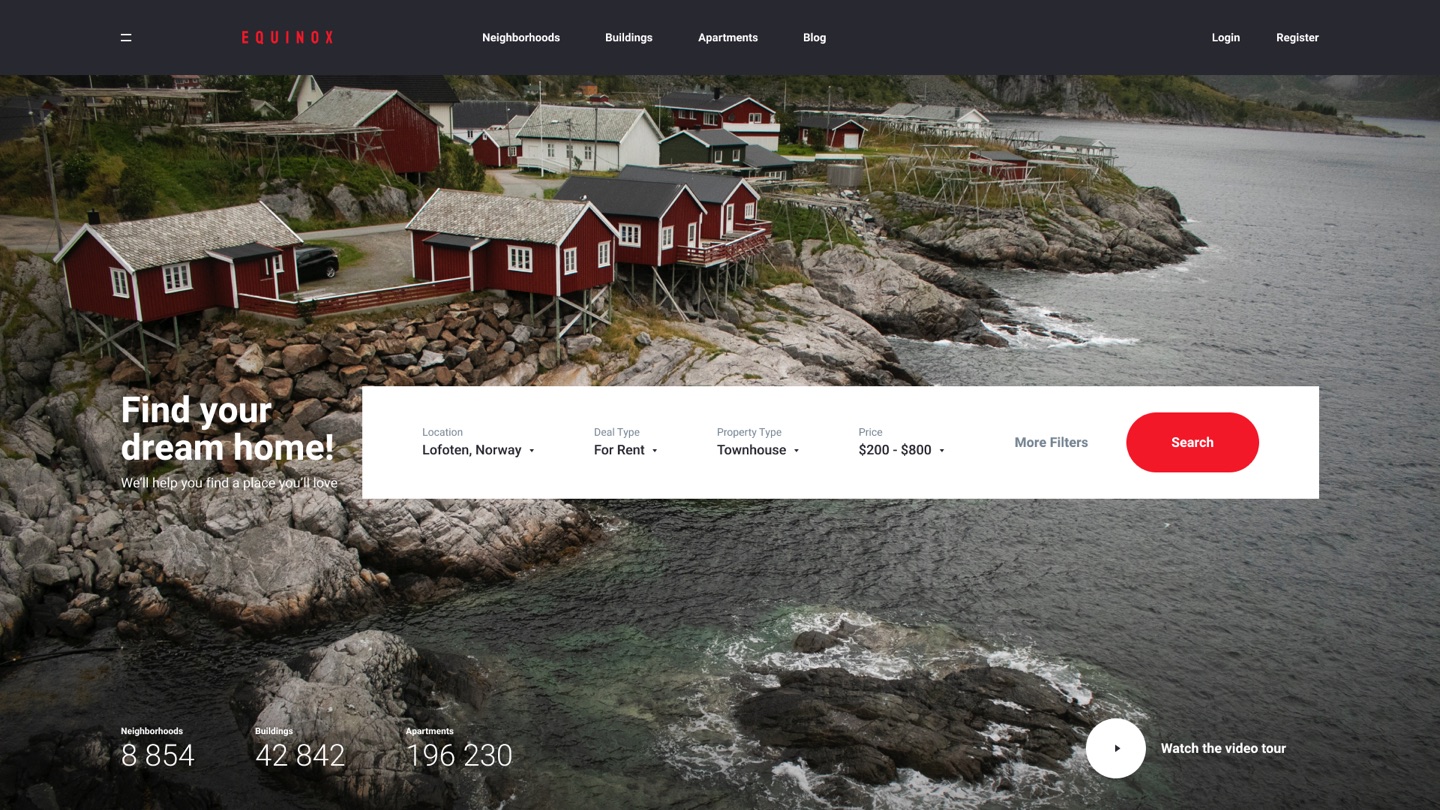 EQUINOX
Neighborhoods
Buildings
Apartments
Blog
Login
Register
Find your
dream home!
We'll help you find a place you'll love
Location
Lofoten, Norway
Deal Type
For Rent
Property Type
Townhouse
Price
$200 - $800
More Filters
Search
Neighborhoods
8 854
Buildings
42 842
Apartments
196 230
Watch the video tour